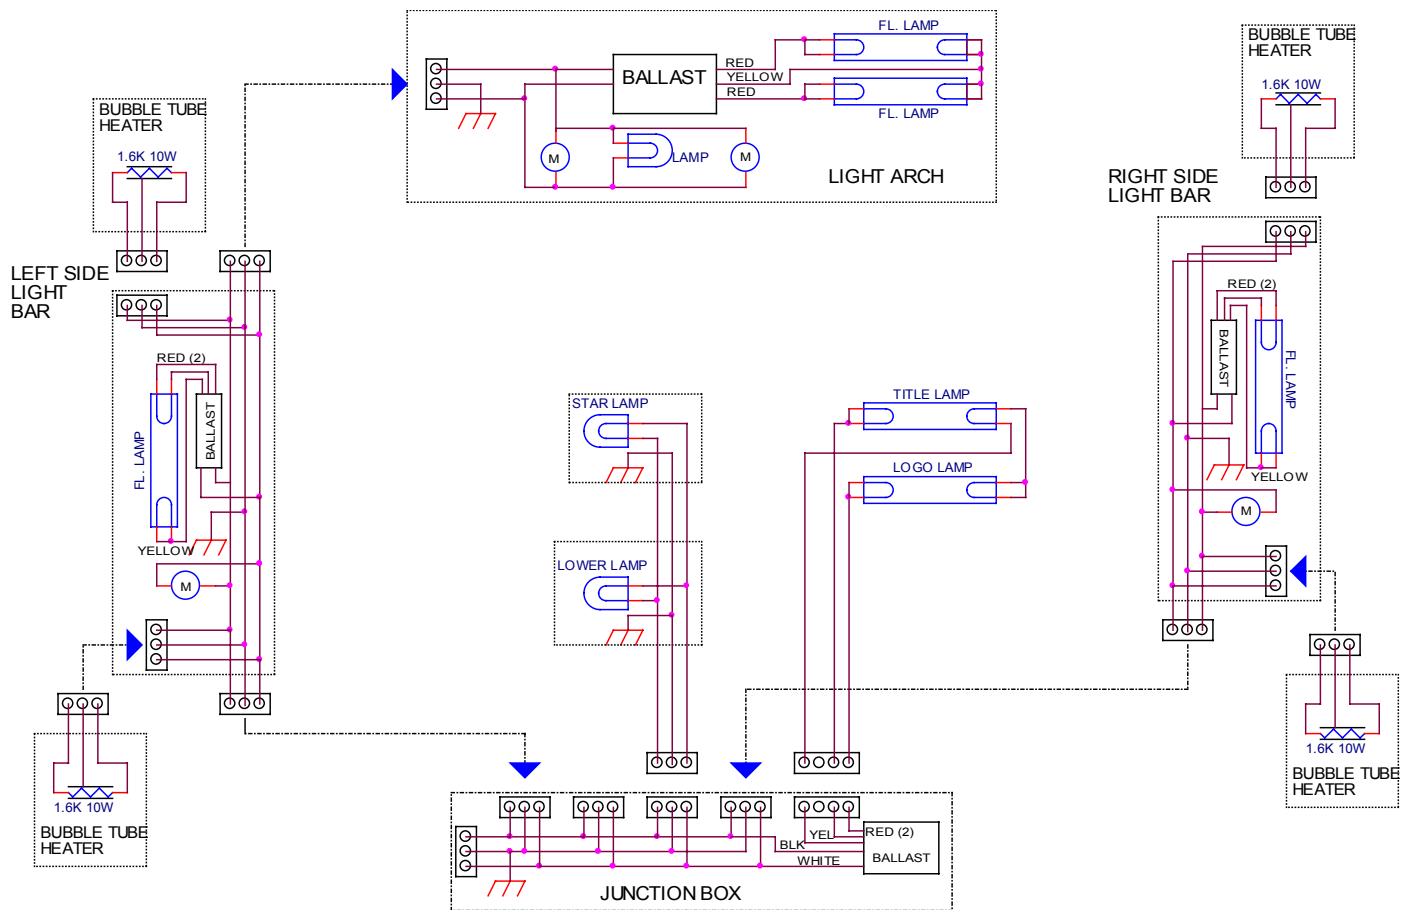 FL. LAMP
RED
BALLAST
YELLOW
RED
FL. LAMP
M
LAMP
M
LIGHT ARCH
BUBBLE TUBE
HEATER
1.6K 10W
BUBBLE TUBE
HEATER
1.6K 10W
LEFT SIDE
LIGHT
BAR
RED (2)
BALLAST
FL. LAMP
YELLOW
M
RIGHT SIDE
LIGHT BAR
RED (2)
BALLAST
FL. LAMP
YELLOW
M
STAR LAMP
LOWER LAMP
TITLE LAMP
LOGO LAMP
1.6K 10W
BUBBLE TUBE
HEATER
1.6K 10W
BUBBLE TUBE
HEATER
YEL
RED (2)
BLK
WHITE
BALLAST
JUNCTION BOX